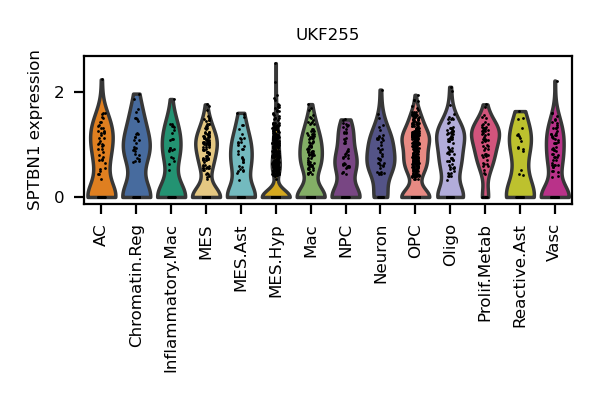 UKF255
SPTBN1 expression
2
0
AC
Chromatin.Reg
Inflammatory.Mac
MES
MES.Ast
MES.Hyp
Mac
NPC
Neuron
OPC
Oligo
Prolif.Metab
Reactive.Ast
Vasc